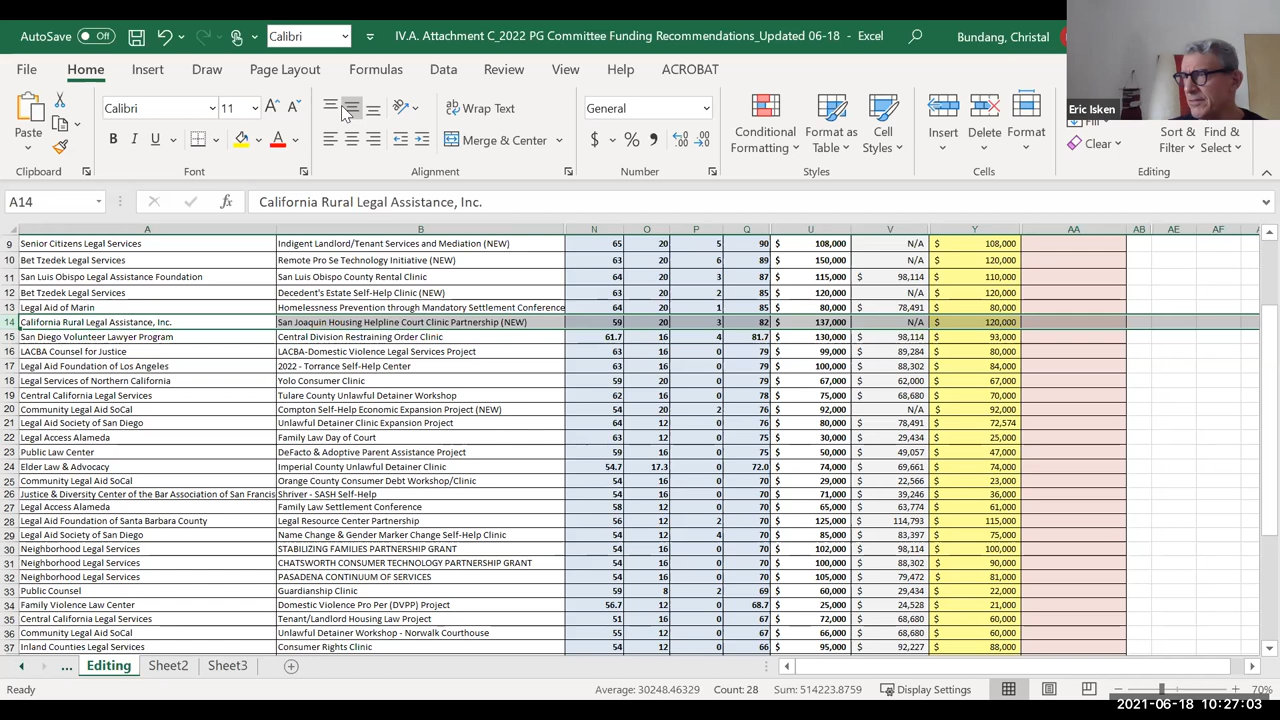 AutoSave Off Calibri IV.A. Attachment C_2022 PG Committee Funding Recommendations_Updated 06-18 - Excel Bundang, Christal
File Home Insert Draw Page Layout Formulas Data Review View Help ACROBAT
Eric Isken
Paste Calibri 11 Wrap Text General Conditional Formatting Format as Table Cell Styles Insert Delete Format Fill Sort & Filter Find & Select
Merge & Center $ % Clear
Clipboard Font Alignment Number Styles Cells Editing
A14 fx California Rural Legal Assistance, Inc.
A B N O P Q U V Y AA AB AE AF
9 Senior Citizens Legal Services Indigent Landlord/Tenant Services and Mediation (NEW) 65 20 5 90 $ 108,000 N/A $ 108,000
10 Bet Tzedek Legal Services Remote Pro Se Technology Initiative (NEW) 63 20 6 89 $ 150,000 N/A $ 120,000
11 San Luis Obispo Legal Assistance Foundation San Luis Obispo County Rental Clinic 64 20 3 87 $ 115,000 $ 98,114 $ 110,000
12 Bet Tzedek Legal Services Decedent's Estate Self-Help Clinic (NEW) 63 20 2 85 $ 120,000 N/A $ 120,000
13 Legal Aid of Marin Homelessness Prevention through Mandatory Settlement Conference 64 20 1 85 $ 80,000 $ 78,491 $ 80,000
14 California Rural Legal Assistance, Inc. San Joaquin Housing Helpline Court Clinic Partnership (NEW) 59 20 3 82 $ 137,000 N/A $ 120,000
15 San Diego Volunteer Lawyer Program Central Division Restraining Order Clinic 61.7 16 4 81.7 $ 130,000 $ 98,114 $ 93,000
16 LACBA Counsel for Justice LACBA-Domestic Violence Legal Services Project 63 16 0 79 $ 99,000 $ 89,284 $ 80,000
17 Legal Aid Foundation of Los Angeles 2022 - Torrance Self-Help Center 63 16 0 79 $ 100,000 $ 88,302 $ 84,000
18 Legal Services of Northern California Yolo Consumer Clinic 59 20 0 79 $ 67,000 $ 62,000 $ 67,000
19 Central California Legal Services Tulare County Unlawful Detainer Workshop 62 16 0 78 $ 75,000 $ 68,680 $ 70,000
20 Community Legal Aid SoCal Compton Self-Help Economic Expansion Project (NEW) 54 20 2 76 $ 92,000 N/A $ 92,000
21 Legal Aid Society of San Diego Unlawful Detainer Clinic Expansion Project 64 12 0 76 $ 80,000 $ 78,491 $ 72,574
22 Legal Access Alameda Family Law Day of Court 63 12 0 75 $ 30,000 $ 29,434 $ 25,000
23 Public Law Center DeFacto & Adoptive Parent Assistance Project 59 16 0 75 $ 50,000 $ 49,057 $ 47,000
24 Elder Law & Advocacy Imperial County Unlawful Detainer Clinic 54.7 17.3 0 72.0 $ 74,000 $ 69,661 $ 74,000
25 Community Legal Aid SoCal Orange County Consumer Debt Workshop/Clinic 54 16 0 70 $ 24,000 $ 22,566 $ 23,000
26 Justice & Diversity Center of the Bar Association of San Francis Shriver - SASH Self-Help 54 16 0 70 $ 71,000 $ 39,246 $ 36,000
27 Legal Access Alameda Family Law Settlement Conference 58 12 0 70 $ 65,000 $ 63,774 $ 61,000
28 Legal Aid Foundation of Santa Barbara County Legal Resource Center Partnership 56 12 2 70 $ 125,000 $ 114,793 $ 115,000
29 Legal Aid Society of San Diego Name Change & Gender Marker Change Self-Help Clinic 54 12 4 70 $ 85,000 $ 83,397 $ 75,000
30 Neighborhood Legal Services STABILIZING FAMILIES PARTNERSHIP GRANT 54 16 0 70 $ 102,000 $ 98,114 $ 100,000
31 Neighborhood Legal Services CHATSWORTH CONSUMER TECHNOLOGY PARTNERSHIP GRANT 54 16 0 70 $ 100,000 $ 88,302 $ 90,000
32 Neighborhood Legal Services PASADENA CONTINUUM OF SERVICES 54 16 0 70 $ 105,000 $ 79,472 $ 81,000
33 Public Counsel Guardianship Clinic 59 8 2 69 $ 60,000 $ 29,434 $ 22,000
34 Family Violence Law Center Domestic Violence Pro Per (DVPP) Project 56.7 12 0 68.7 $ 25,000 $ 24,528 $ 21,000
35 Central California Legal Services Tenant/Landlord Housing Law Project 51 16 0 67 $ 72,000 $ 68,680 $ 60,000
36 Community Legal Aid SoCal Unlawful Detainer Workshop - Norwalk Courthouse 55 12 0 67 $ 66,000 $ 68,680 $ 60,000
37 Inland Counties Legal Services Consumer Rights Clinic 54 12 0 66 $ 95,000 $ 92,227 $ 88,000
... Editing Sheet2 Sheet3
Ready Average: 30248.46329 Count: 28 Sum: 514223.8759 Display Settings 70%
2021-06-18 10:27:03